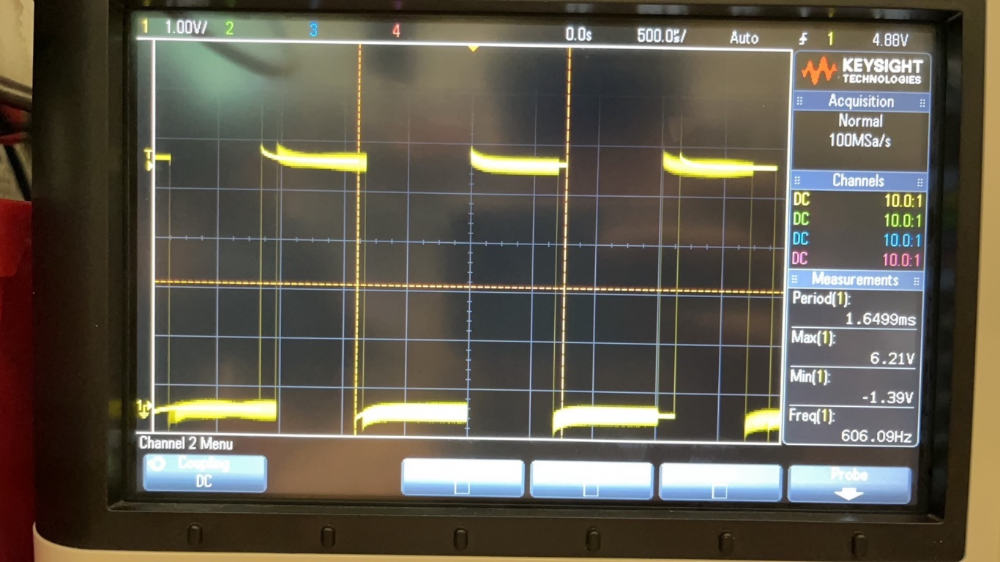 1 1.00V/ 2 3 4 0.0s 500.0㎲/ Auto 1 4.88V
KEYSIGHT
TECHNOLOGIES
Acquisition
Normal
100MSa/s
Channels
DC 10.0:1
DC 10.0:1
DC 10.0:1
DC 10.0:1
Measurements
Period(1):
1.6499ms
Max(1):
6.21V
Min(1):
-1.39V
Freq(1):
606.09Hz
T
1
Channel 2 Menu
Coupling
DC
Probe